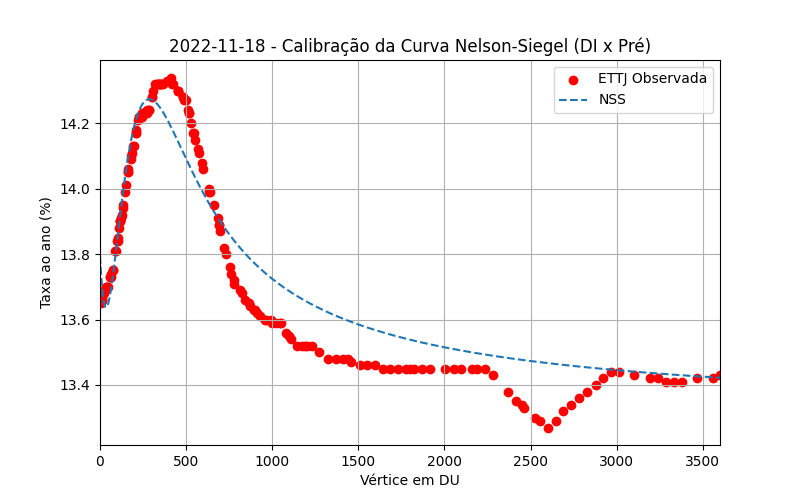 2022-11-18 - Calibração da Curva Nelson-Siegel (DI x Pré)
ETTJ Observada
NSS
Taxa ao ano (%)
14.2
14.0
13.8
13.6
13.4
0 500 1000 1500 2000 2500 3000 3500
Vértice em DU